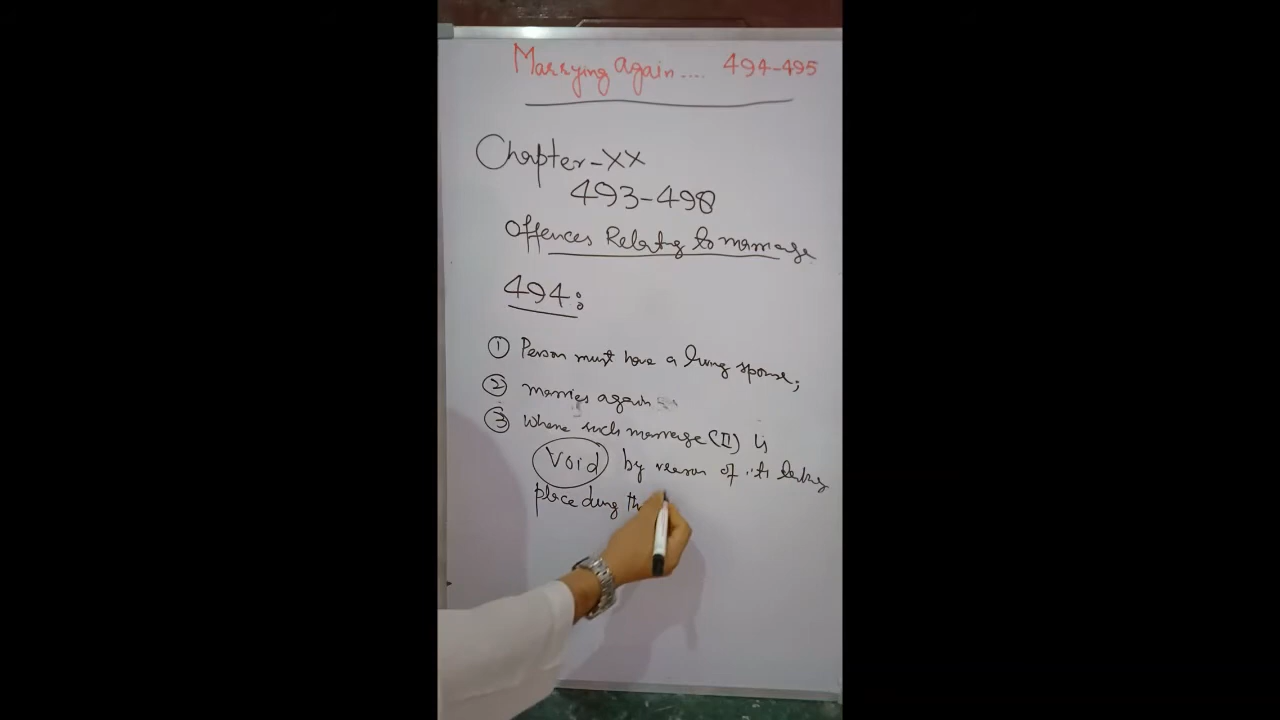 Marrying again.... 494-495
Chapter-XX
493-498
Offences Relating to marriage
494:
① Person must have a living spouse;
② marries again
③ Where such marriage (II) is
Void by reason of its taking
place during th